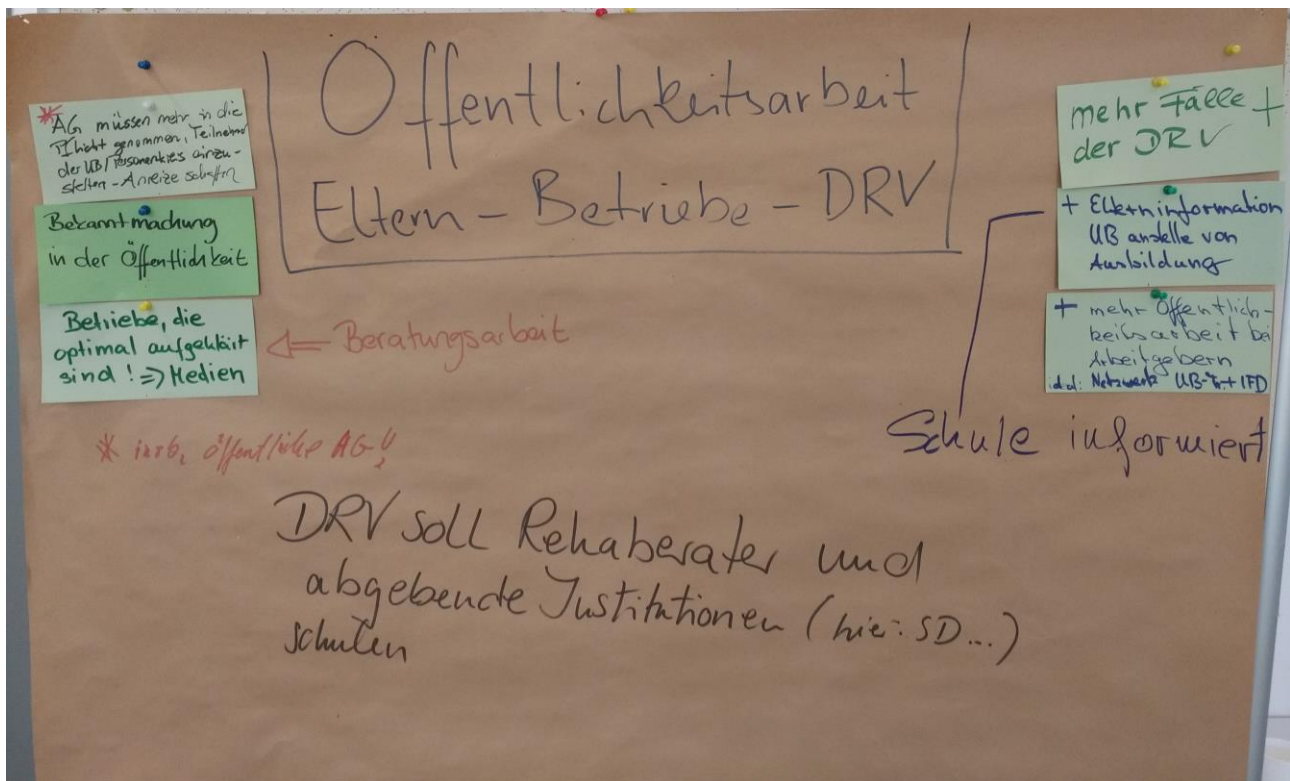 Öffentlichkeitsarbeit
Eltern - Betriebe - DRV
* AG müssen mehr in die
Pflicht genommen, Teilnehmer
der UB / Personenkreis einzu-
stellen - Anreize schaffen
Bekanntmachung
in der Öffentlichkeit
Betriebe, die
optimal aufgeklärt
sind! => Medien
<= Beratungsarbeit
* insb. öffentliche AG!
mehr Fälle +
der DRV
+ Elterninformation
UB anstelle von
Ausbildung
+ mehr Öffentlich-
keitsarbeit bei
Arbeitgebern
Netzwerk UB-Tr. + IFD
Schule informiert
DRV soll Rehaberater und
abgebende Institutionen (hier: SD...)
schulen